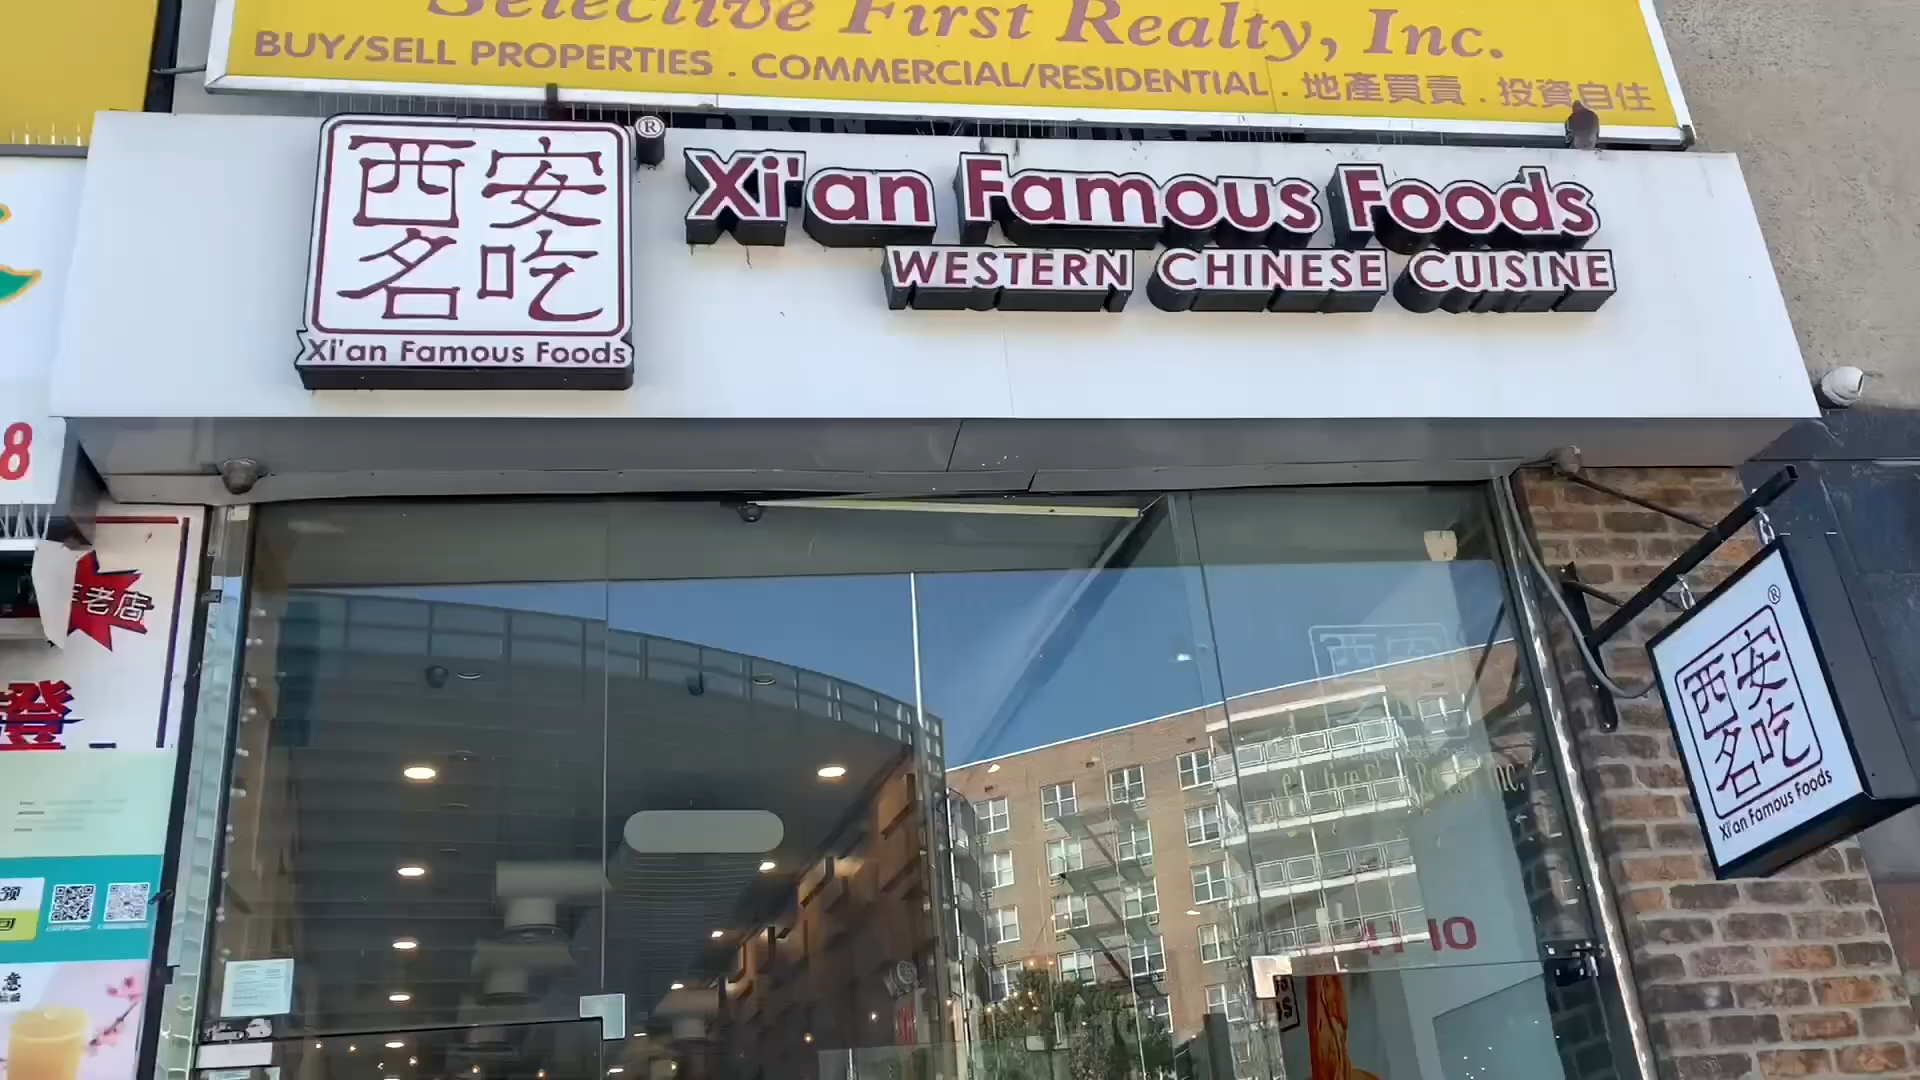 Selective First Realty, Inc.
BUY/SELL PROPERTIES . COMMERCIAL/RESIDENTIAL . 地產買賣 . 投資自住
西安
名吃
®
Xi'an Famous Foods
Xi'an Famous Foods
WESTERN CHINESE CUISINE
8
老店
西安
名吃
®
Xi'an Famous Foods